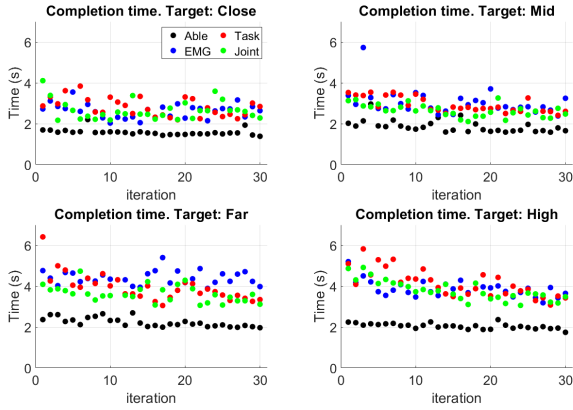 Completion time. Target: Close
Able
Task
EMG
Joint
Time (s)
6
4
2
0
0
10
20
30
iteration
Completion time. Target: Mid
Time (s)
6
4
2
0
0
10
20
30
iteration
Completion time. Target: Far
Time (s)
6
4
2
0
0
10
20
30
iteration
Completion time. Target: High
Time (s)
6
4
2
0
0
10
20
30
iteration